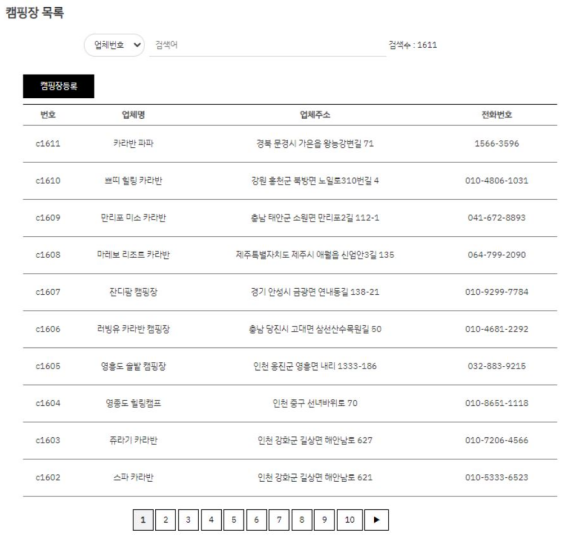 캠핑장 목록
업체번호 검색어 검색수 : 1611
캠핑장등록
번호 업체명 업체주소 전화번호
c1611 카라반 파파 경북 문경시 가은읍 왕능강변길 71 1566-3596
c1610 쁘띠 힐링 카라반 강원 홍천군 북방면 노일로310번길 4 010-4806-1031
c1609 만리포 미소 카라반 충남 태안군 소원면 만리포2길 112-1 041-672-8893
c1608 마레보 리조트 카라반 제주특별자치도 제주시 애월읍 신엄안3길 135 064-799-2090
c1607 잔디팜 캠핑장 경기 안성시 금광면 연내동길 138-21 010-9299-7784
c1606 러빙유 카라반 캠핑장 충남 당진시 고대면 삼선산수목원길 50 010-4681-2292
c1605 영흥도 솔밭 캠핑장 인천 옹진군 영흥면 내리 1333-186 032-883-9215
c1604 영종도 힐링캠프 인천 중구 선녀바위로 70 010-8651-1118
c1603 쥬라기 카라반 인천 강화군 길상면 해안남로 627 010-7206-4566
c1602 스파 카라반 인천 강화군 길상면 해안남로 621 010-5333-6523
1 2 3 4 5 6 7 8 9 10 ▶